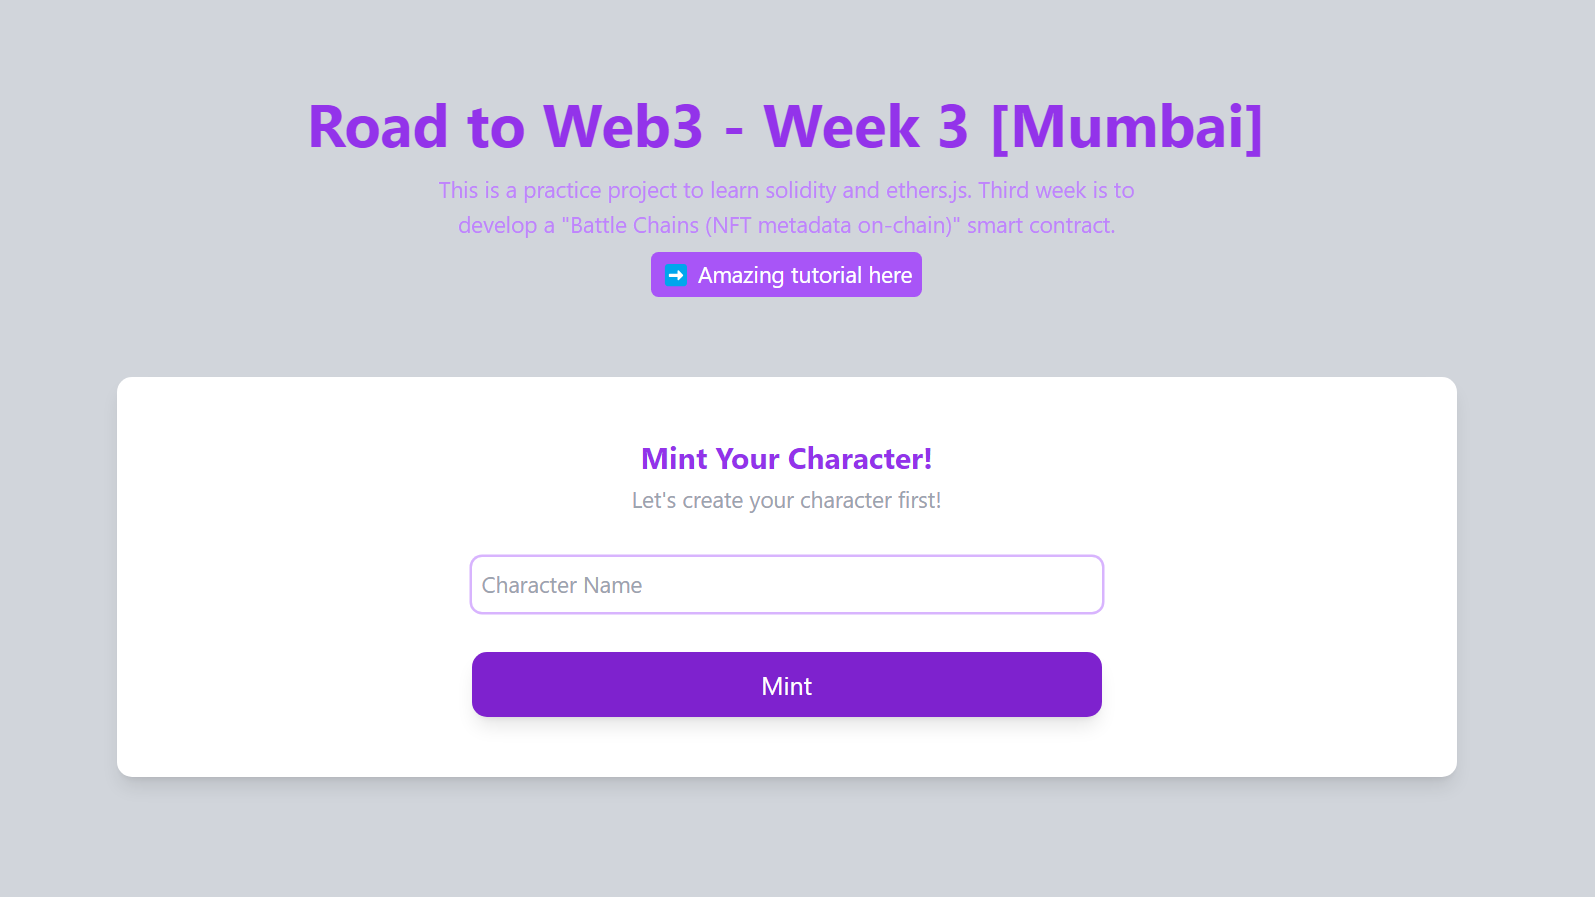 Road to Web3 - Week 3 [Mumbai]
This is a practice project to learn solidity and ethers.js. Third week is to
develop a "Battle Chains (NFT metadata on-chain)" smart contract.
➡️ Amazing tutorial here
Mint Your Character!
Let's create your character first!
Character Name
Mint